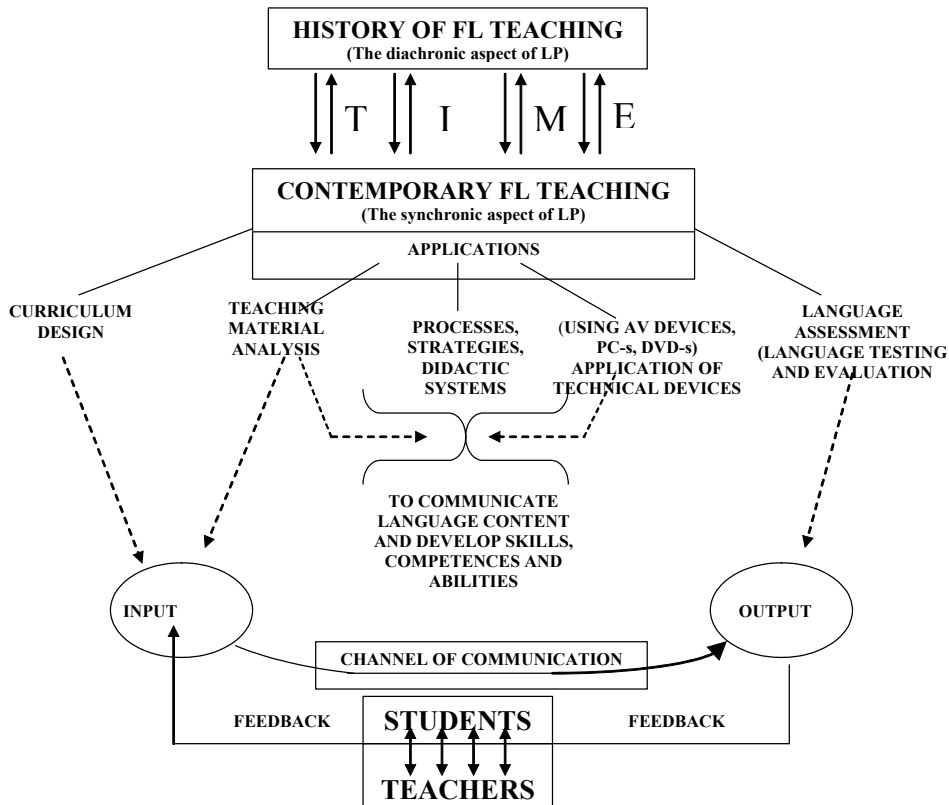 HISTORY OF FL TEACHING
(The diachronic aspect of LP)
T I M E
CONTEMPORARY FL TEACHING
(The synchronic aspect of LP)
APPLICATIONS
CURRICULUM
DESIGN
TEACHING
MATERIAL
ANALYSIS
PROCESSES,
STRATEGIES,
DIDACTIC
SYSTEMS
(USING AV DEVICES,
PC-s, DVD-s)
APPLICATION OF
TECHNICAL DEVICES
LANGUAGE
ASSESSMENT
(LANGUAGE TESTING
AND EVALUATION
TO COMMUNICATE
LANGUAGE CONTENT
AND DEVELOP SKILLS,
COMPETENCES AND
ABILITIES
INPUT
OUTPUT
CHANNEL OF COMMUNICATION
FEEDBACK
STUDENTS
FEEDBACK
TEACHERS